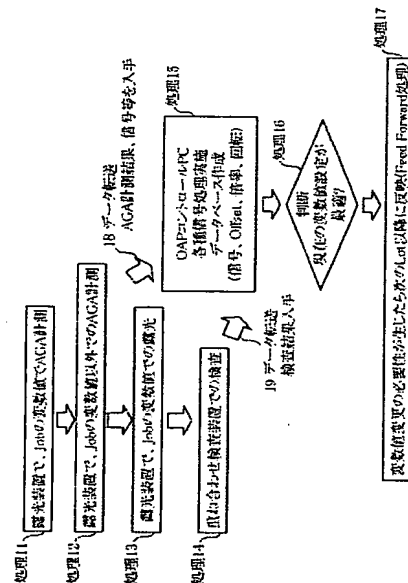 処理11
露光装置で、Jobの変数値でAGA計測
処理12
露光装置で、Jobの変数値以外でのAGA計測
処理13
露光装置で、Jobの変数値での露光
処理14
重ね合わせ検査装置での検査
18 データ転送
AGA計測結果、信号等を入手
処理15
OAPコントロールPC
各種信号処理実施
データベース作成
(信号、Offset、倍率、回転)
19 データ転送
検査結果入手
処理16
判断
現在の変数値設定が
最適?
処理17
変数値変更の必要性が生じたら次のLot以降に反映(Feed Forward処理)